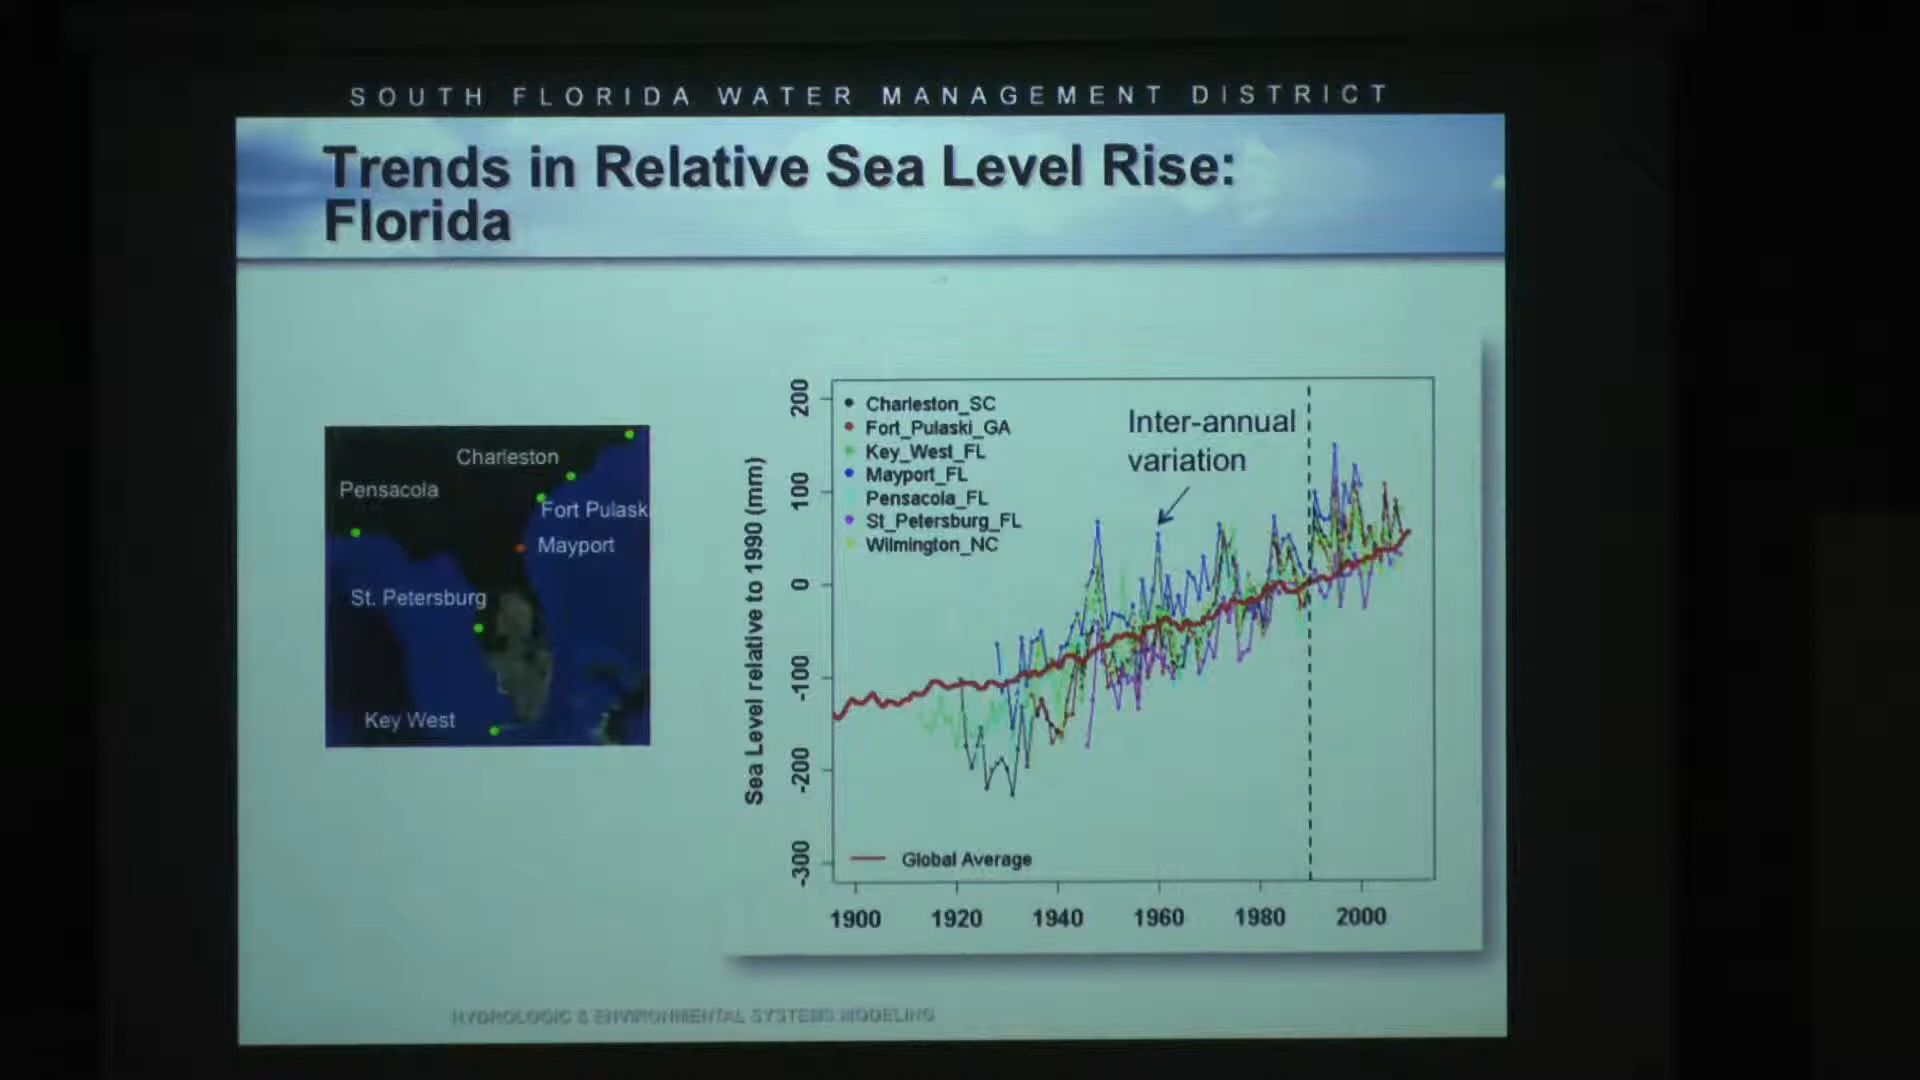 SOUTH FLORIDA WATER MANAGEMENT DISTRICT
Trends in Relative Sea Level Rise:
Florida
Charleston
Pensacola
Fort Pulask
Mayport
St. Petersburg
Key West
Sea Level relative to 1990 (mm)
200
100
0
-100
-200
-300
Charleston_SC
Fort_Pulaski_GA
Key_West_FL
Mayport_FL
Pensacola_FL
St_Petersburg_FL
Wilmington_NC
Inter-annual
variation
Global Average
1900 1920 1940 1960 1980 2000
HYDROLOGIC & ENVIRONMENTAL SYSTEMS MODELING